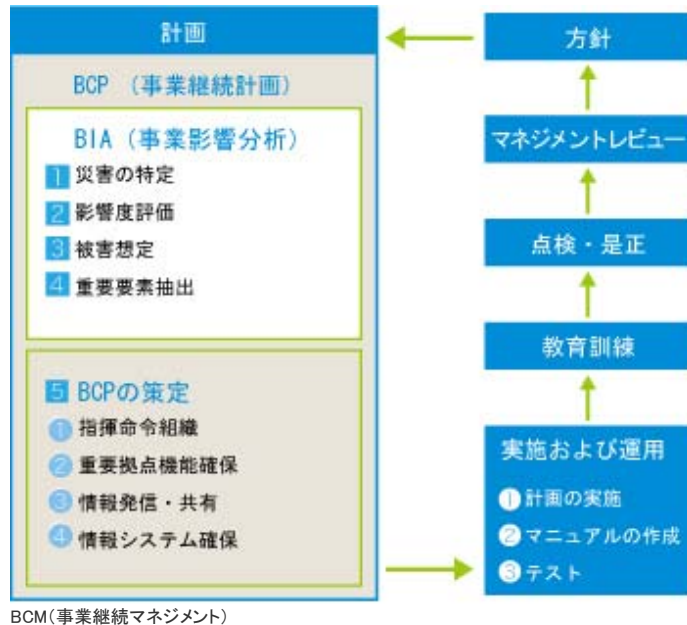 計画
BCP （事業継続計画）
BIA（事業影響分析）
1 災害の特定
2 影響度評価
3 被害想定
4 重要要素抽出
5 BCPの策定
① 指揮命令組織
② 重要拠点機能確保
③ 情報発信・共有
④ 情報システム確保
方針
マネジメントレビュー
点検・是正
教育訓練
実施および運用
① 計画の実施
② マニュアルの作成
③ テスト
BCM（事業継続マネジメント）